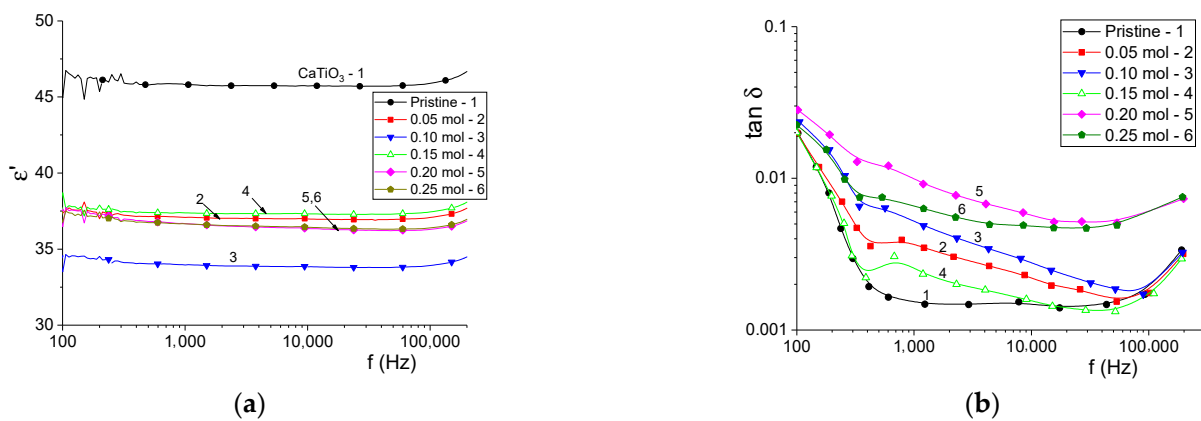 50
45
40
35
30
ε'
CaTiO3 - 1
Pristine - 1
0.05 mol - 2
0.10 mol - 3
0.15 mol - 4
0.20 mol - 5
0.25 mol - 6
2
4
5,6
3
100
1,000
10,000
100,000
f (Hz)
(a)
0.1
0.01
0.001
tan δ
Pristine - 1
0.05 mol - 2
0.10 mol - 3
0.15 mol - 4
0.20 mol - 5
0.25 mol - 6
5
6
3
2
4
1
100
1,000
10.000
100.000
f (Hz)
(b)